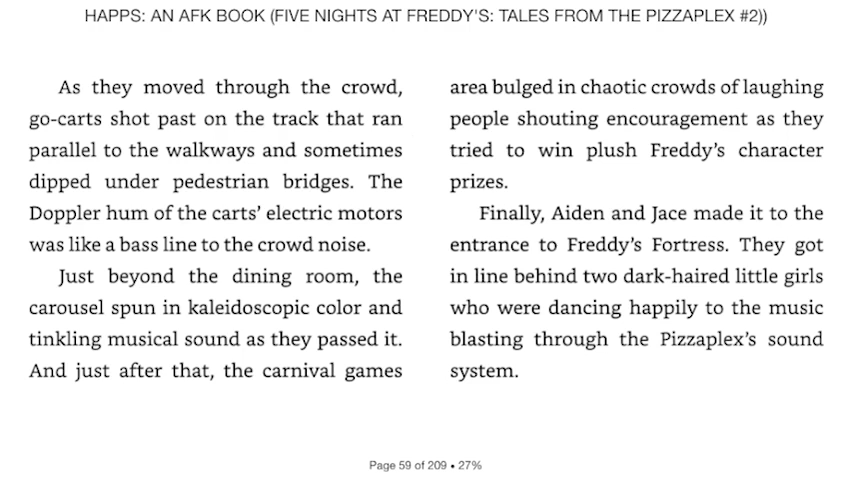 HAPPS: AN AFK BOOK (FIVE NIGHTS AT FREDDY'S: TALES FROM THE PIZZAPLEX #2))
As they moved through the crowd,
go-carts shot past on the track that ran
parallel to the walkways and sometimes
dipped under pedestrian bridges. The
Doppler hum of the carts’ electric motors
was like a bass line to the crowd noise.
Just beyond the dining room, the
carousel spun in kaleidoscopic color and
tinkling musical sound as they passed it.
And just after that, the carnival games
area bulged in chaotic crowds of laughing
people shouting encouragement as they
tried to win plush Freddy’s character
prizes.
Finally, Aiden and Jace made it to the
entrance to Freddy’s Fortress. They got
in line behind two dark-haired little girls
who were dancing happily to the music
blasting through the Pizzaplex’s sound
system.
Page 59 of 209 • 27%